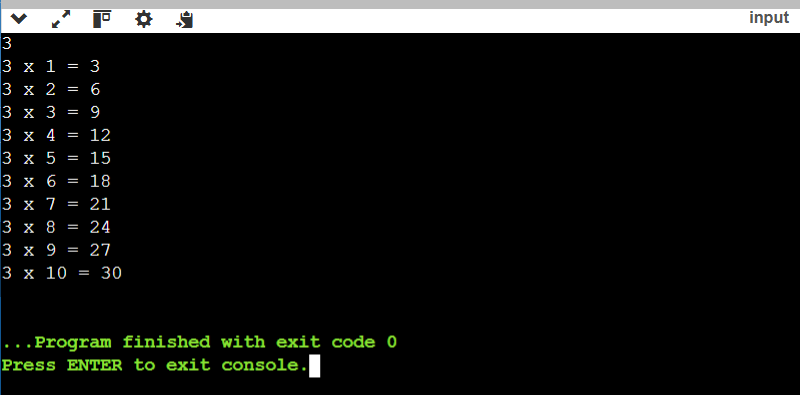 input
3
3 x 1 = 3
3 x 2 = 6
3 x 3 = 9
3 x 4 = 12
3 x 5 = 15
3 x 6 = 18
3 x 7 = 21
3 x 8 = 24
3 x 9 = 27
3 x 10 = 30
...Program finished with exit code 0
Press ENTER to exit console.